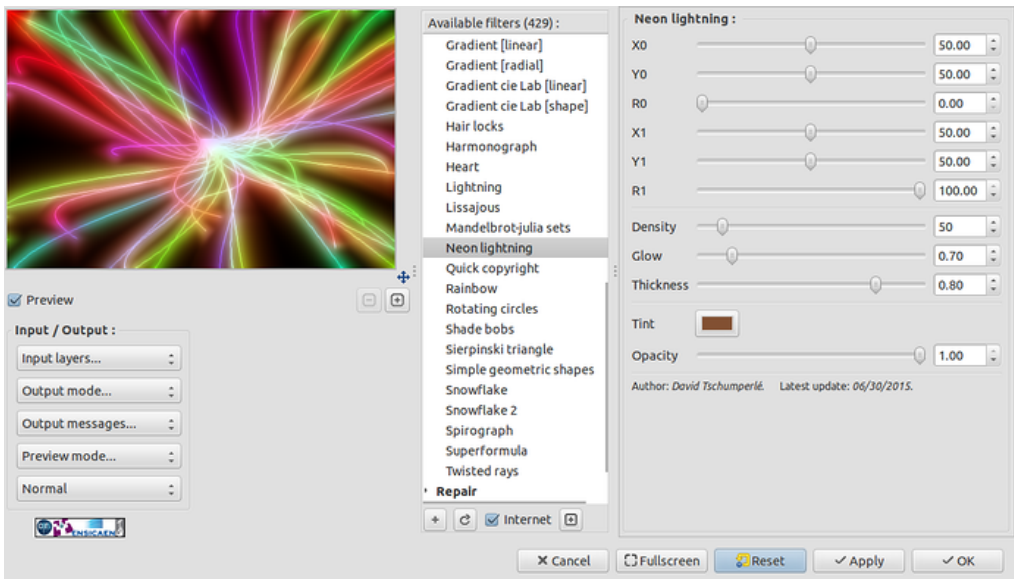 Available filters (429) :
Gradient [linear]
Gradient [radial]
Gradient cie Lab [linear]
Gradient cie Lab [shape]
Hair locks
Harmonograph
Heart
Lightning
Lissajous
Mandelbrot-julia sets
Neon lightning
Quick copyright
Rainbow
Rotating circles
Shade bobs
Sierpinski triangle
Simple geometric shapes
Snowflake
Snowflake 2
Spirograph
Superformula
Twisted rays
Repair
Internet
Preview
Input / Output :
Input layers...
Output mode...
Output messages...
Preview mode...
Normal
ENSICAEN
Neon lightning :
X0 50.00
Y0 50.00
R0 0.00
X1 50.00
Y1 50.00
R1 100.00
Density 50
Glow 0.70
Thickness 0.80
Tint
Opacity 1.00
Author: David Tschumperlé. Latest update: 06/30/2015.
Cancel
Fullscreen
Reset
Apply
OK